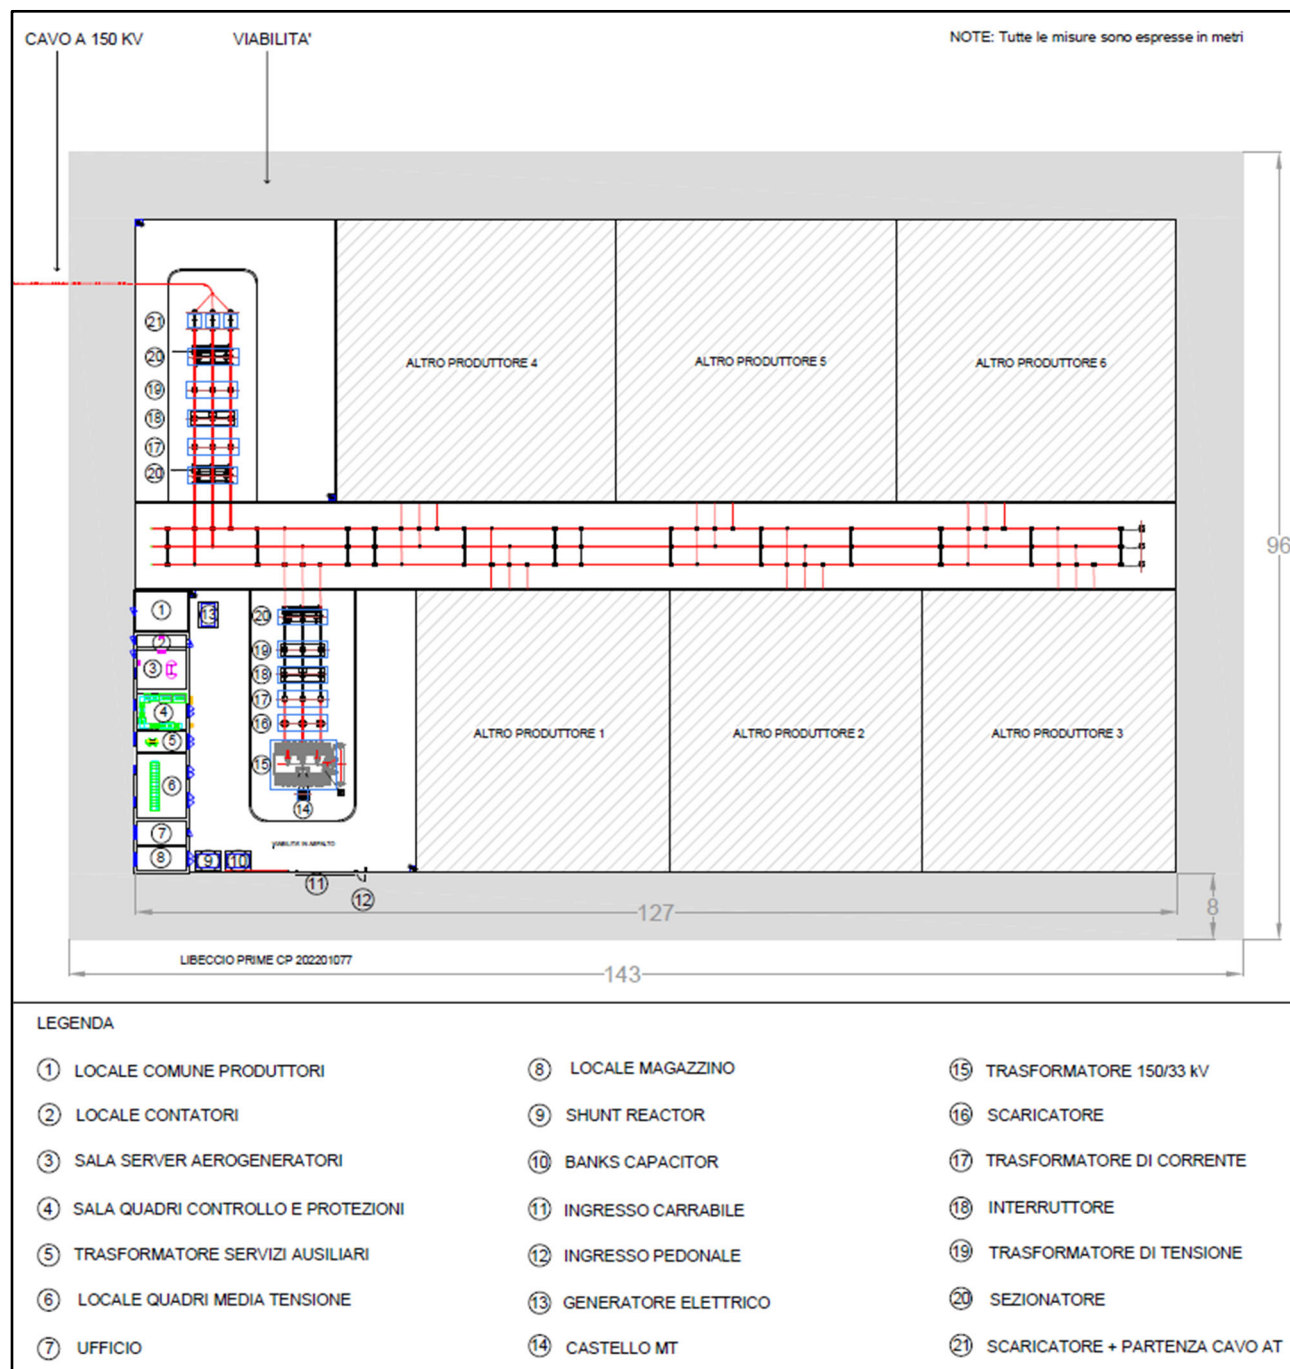 CAVO A 150 KV
VIABILITA'
NOTE: Tutte le misure sono espresse in metri
21
20
19
18
17
20
ALTRO PRODUTTORE 4
ALTRO PRODUTTORE 5
ALTRO PRODUTTORE 6
96
1
13
2
3
4
5
6
7
8
9
10
20
19
18
17
16
15
14
VIABILITA' IN ASFALTO
11
12
ALTRO PRODUTTORE 1
ALTRO PRODUTTORE 2
ALTRO PRODUTTORE 3
127
8
LIBECCIO PRIME CP 202201077
143
LEGENDA
1 LOCALE COMUNE PRODUTTORI
2 LOCALE CONTATORI
3 SALA SERVER AEROGENERATORI
4 SALA QUADRI CONTROLLO E PROTEZIONI
5 TRASFORMATORE SERVIZI AUSILIARI
6 LOCALE QUADRI MEDIA TENSIONE
7 UFFICIO
8 LOCALE MAGAZZINO
9 SHUNT REACTOR
10 BANKS CAPACITOR
11 INGRESSO CARRABILE
12 INGRESSO PEDONALE
13 GENERATORE ELETTRICO
14 CASTELLO MT
15 TRASFORMATORE 150/33 kV
16 SCARICATORE
17 TRASFORMATORE DI CORRENTE
18 INTERRUTTORE
19 TRASFORMATORE DI TENSIONE
20 SEZIONATORE
21 SCARICATORE + PARTENZA CAVO AT